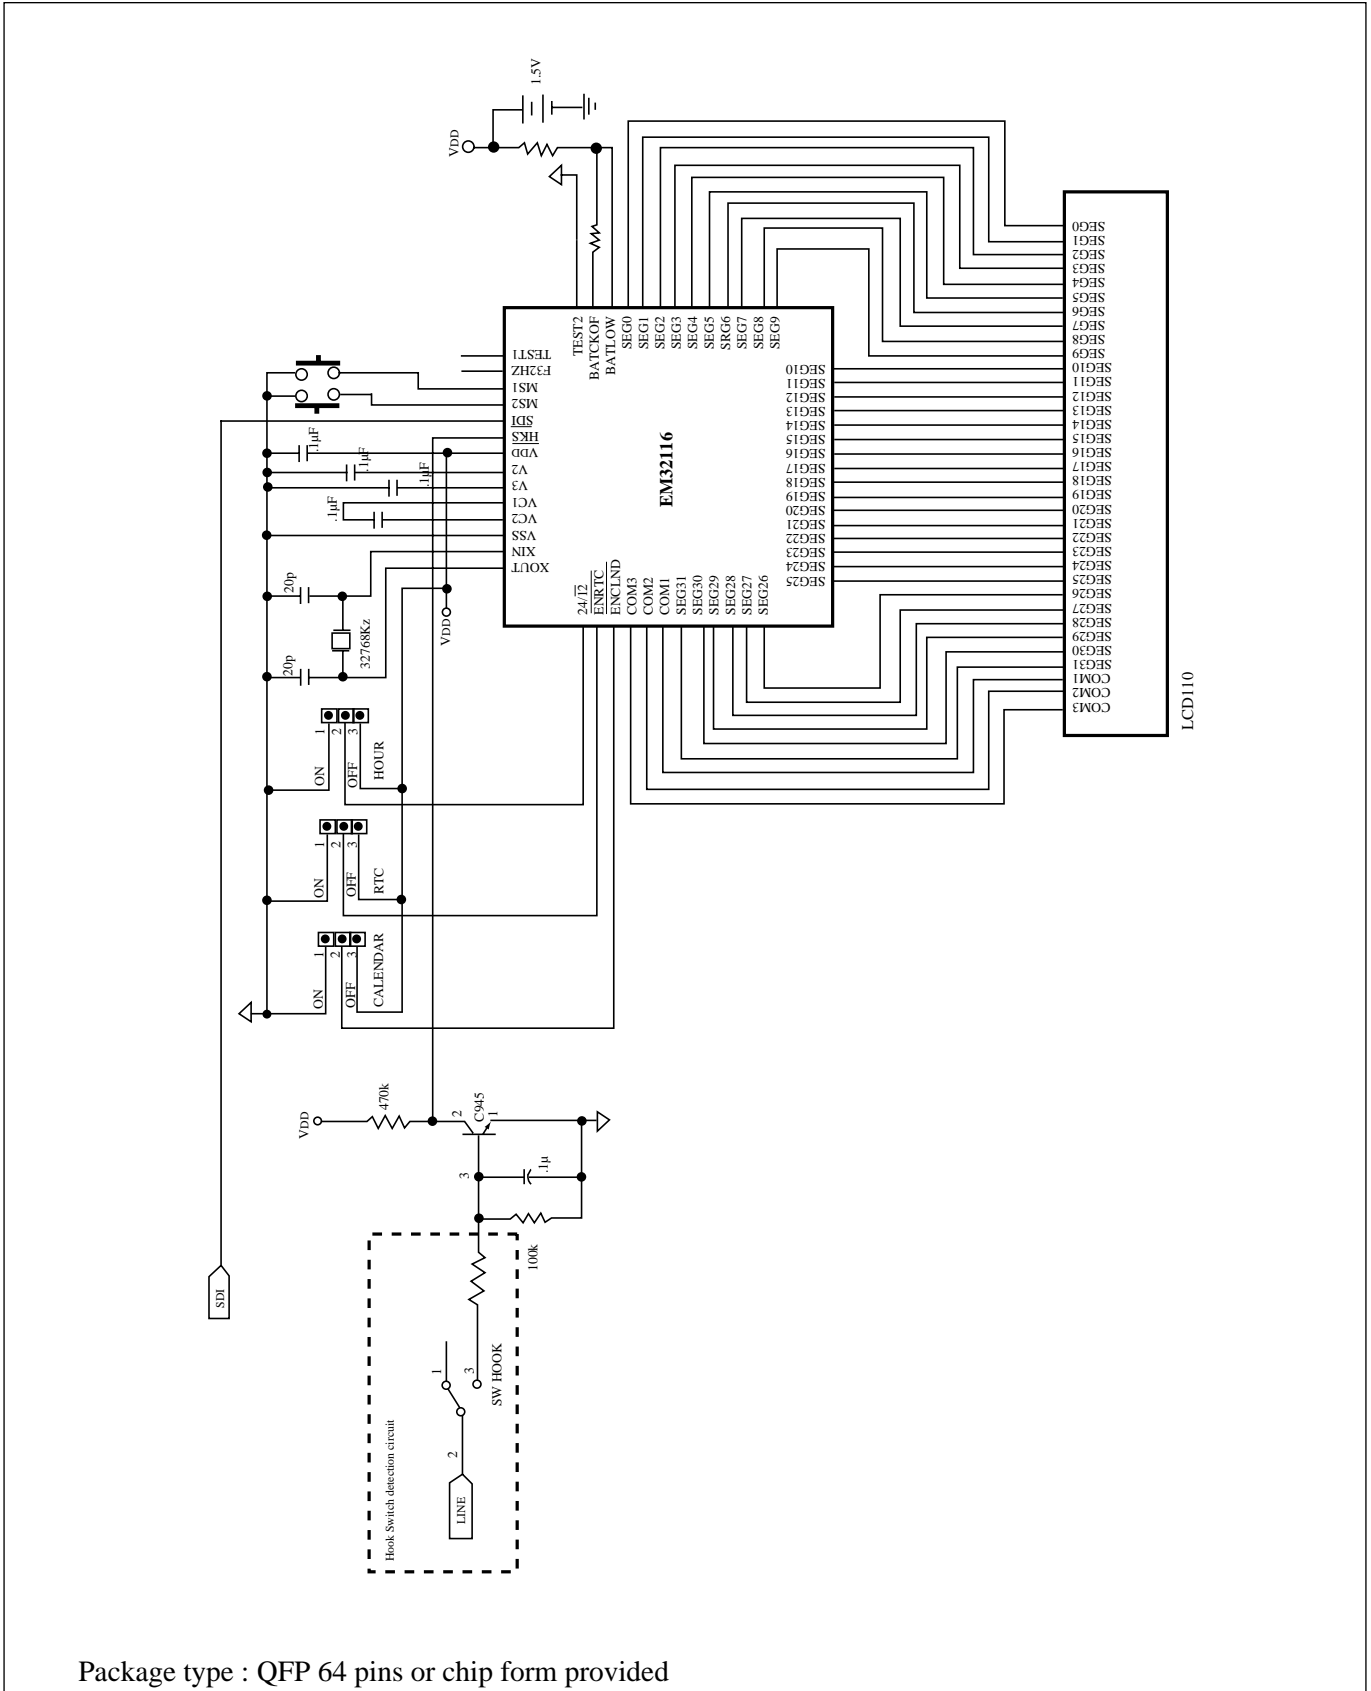 1.5V
VDD
TEST2
BATCKOF
BATLOW
SEG0
SEG1
SEG2
SEG3
SEG4
SEG5
SRG6
SEG7
SEG8
SEG9
TEST1
F32HZ
MS1
MS2
SDI
HKS
VDD
V2
V3
VC1
VC2
VSS
XIN
XOUT
EM32116
SEG10
SEG11
SEG12
SEG13
SEG14
SEG15
SEG16
SEG17
SEG18
SEG19
SEG20
SEG21
SEG22
SEG23
SEG24
SEG25
24/12
ENRTC
ENCLND
COM3
COM2
COM1
SEG31
SEG30
SEG29
SEG28
SEG27
SEG26
SEG0
SEG1
SEG2
SEG3
SEG4
SEG5
SEG6
SEG7
SEG8
SEG9
SEG10
SEG11
SEG12
SEG13
SEG14
SEG15
SEG16
SEG17
SEG18
SEG19
SEG20
SEG21
SEG22
SEG23
SEG24
SEG25
SEG26
SEG27
SEG28
SEG29
SEG30
SEG31
COM1
COM2
COM3
LCD110
.1µF
.1µF
.1µF
.1µF
20p
32768Kz
20p
VDD
1
2
3
ON
OFF
HOUR
1
2
3
ON
OFF
RTC
1
2
3
ON
OFF
CALENDAR
VDD
470k
2
C945
1
3
.1µ
100k
SDI
1
3
SW HOOK
2
LINE
Hook Switch detection circuit
Package type : QFP 64 pins or chip form provided